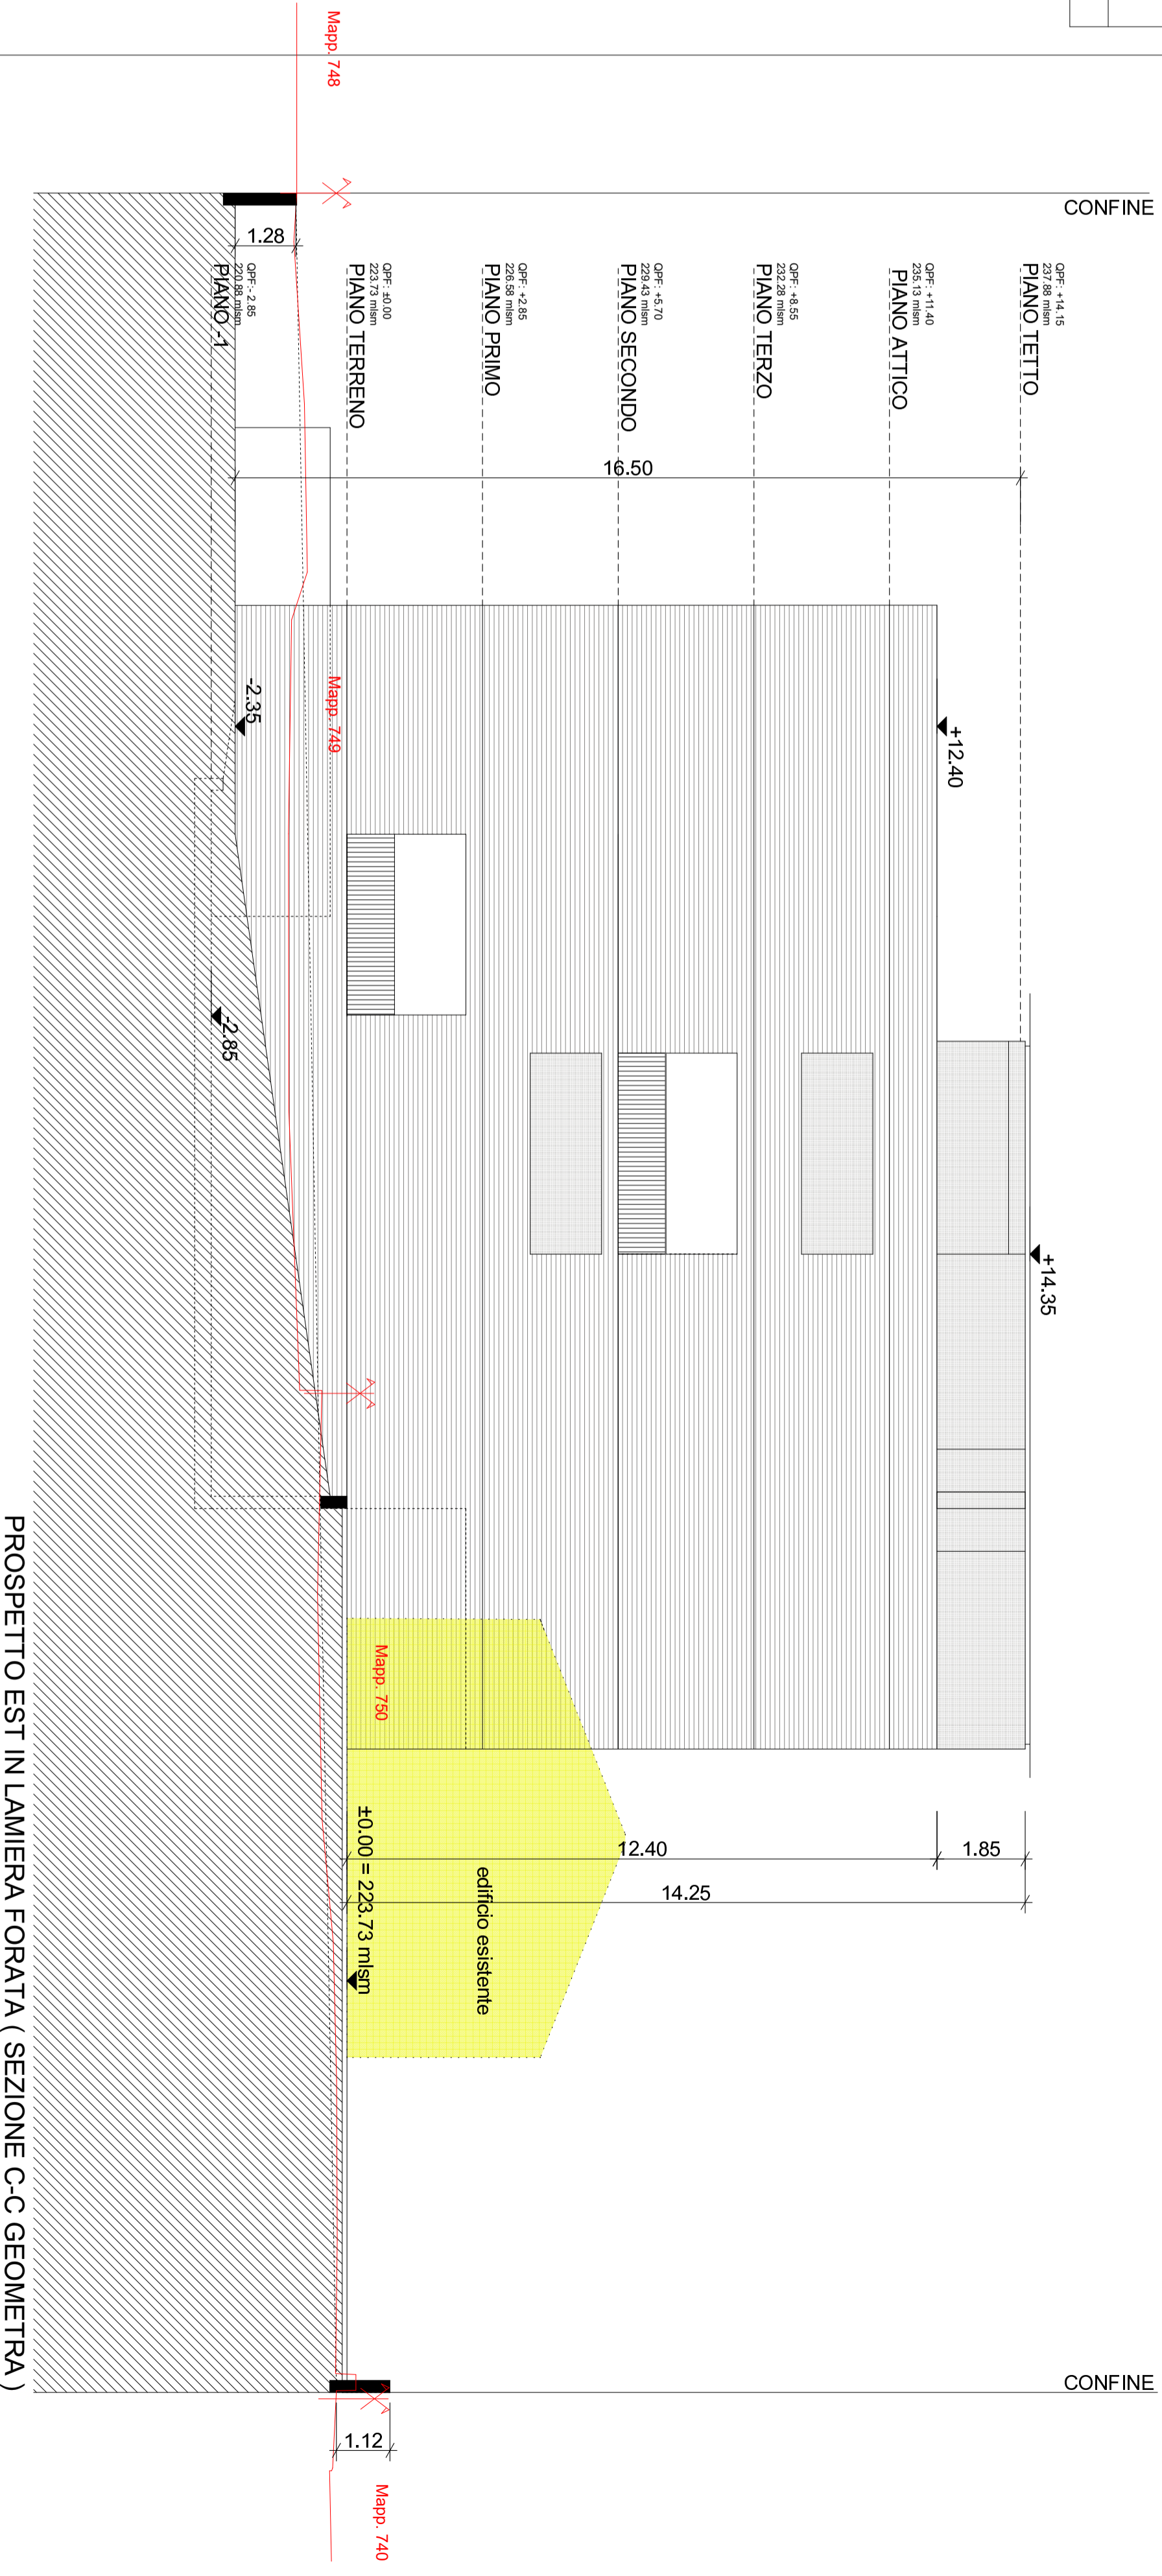 Mapp. 748
CONFINE
QPF: +14.15
237.88 mlsm
PIANO TETTO
QPF: +11.40
235.13 mlsm
PIANO ATTICO
QPF: +8.55
232.28 mlsm
PIANO TERZO
QPF: +5.70
229.43 mlsm
PIANO SECONDO
QPF: +2.85
226.58 mlsm
PIANO PRIMO
QPF: ±0.00
223.73 mlsm
PIANO TERRENO
QPF:- 2.85
220.88 mlsm
PIANO -1
1.28
16.50
Mapp. 749
-2.35
+12.40
-2.85
+14.35
Mapp. 750
edificio esistente
±0.00 = 223.73 mlsm
12.40
1.85
14.25
CONFINE
1.12
Mapp. 740
PROSPETTO EST IN LAMIERA FORATA ( SEZIONE C-C GEOMETRA )